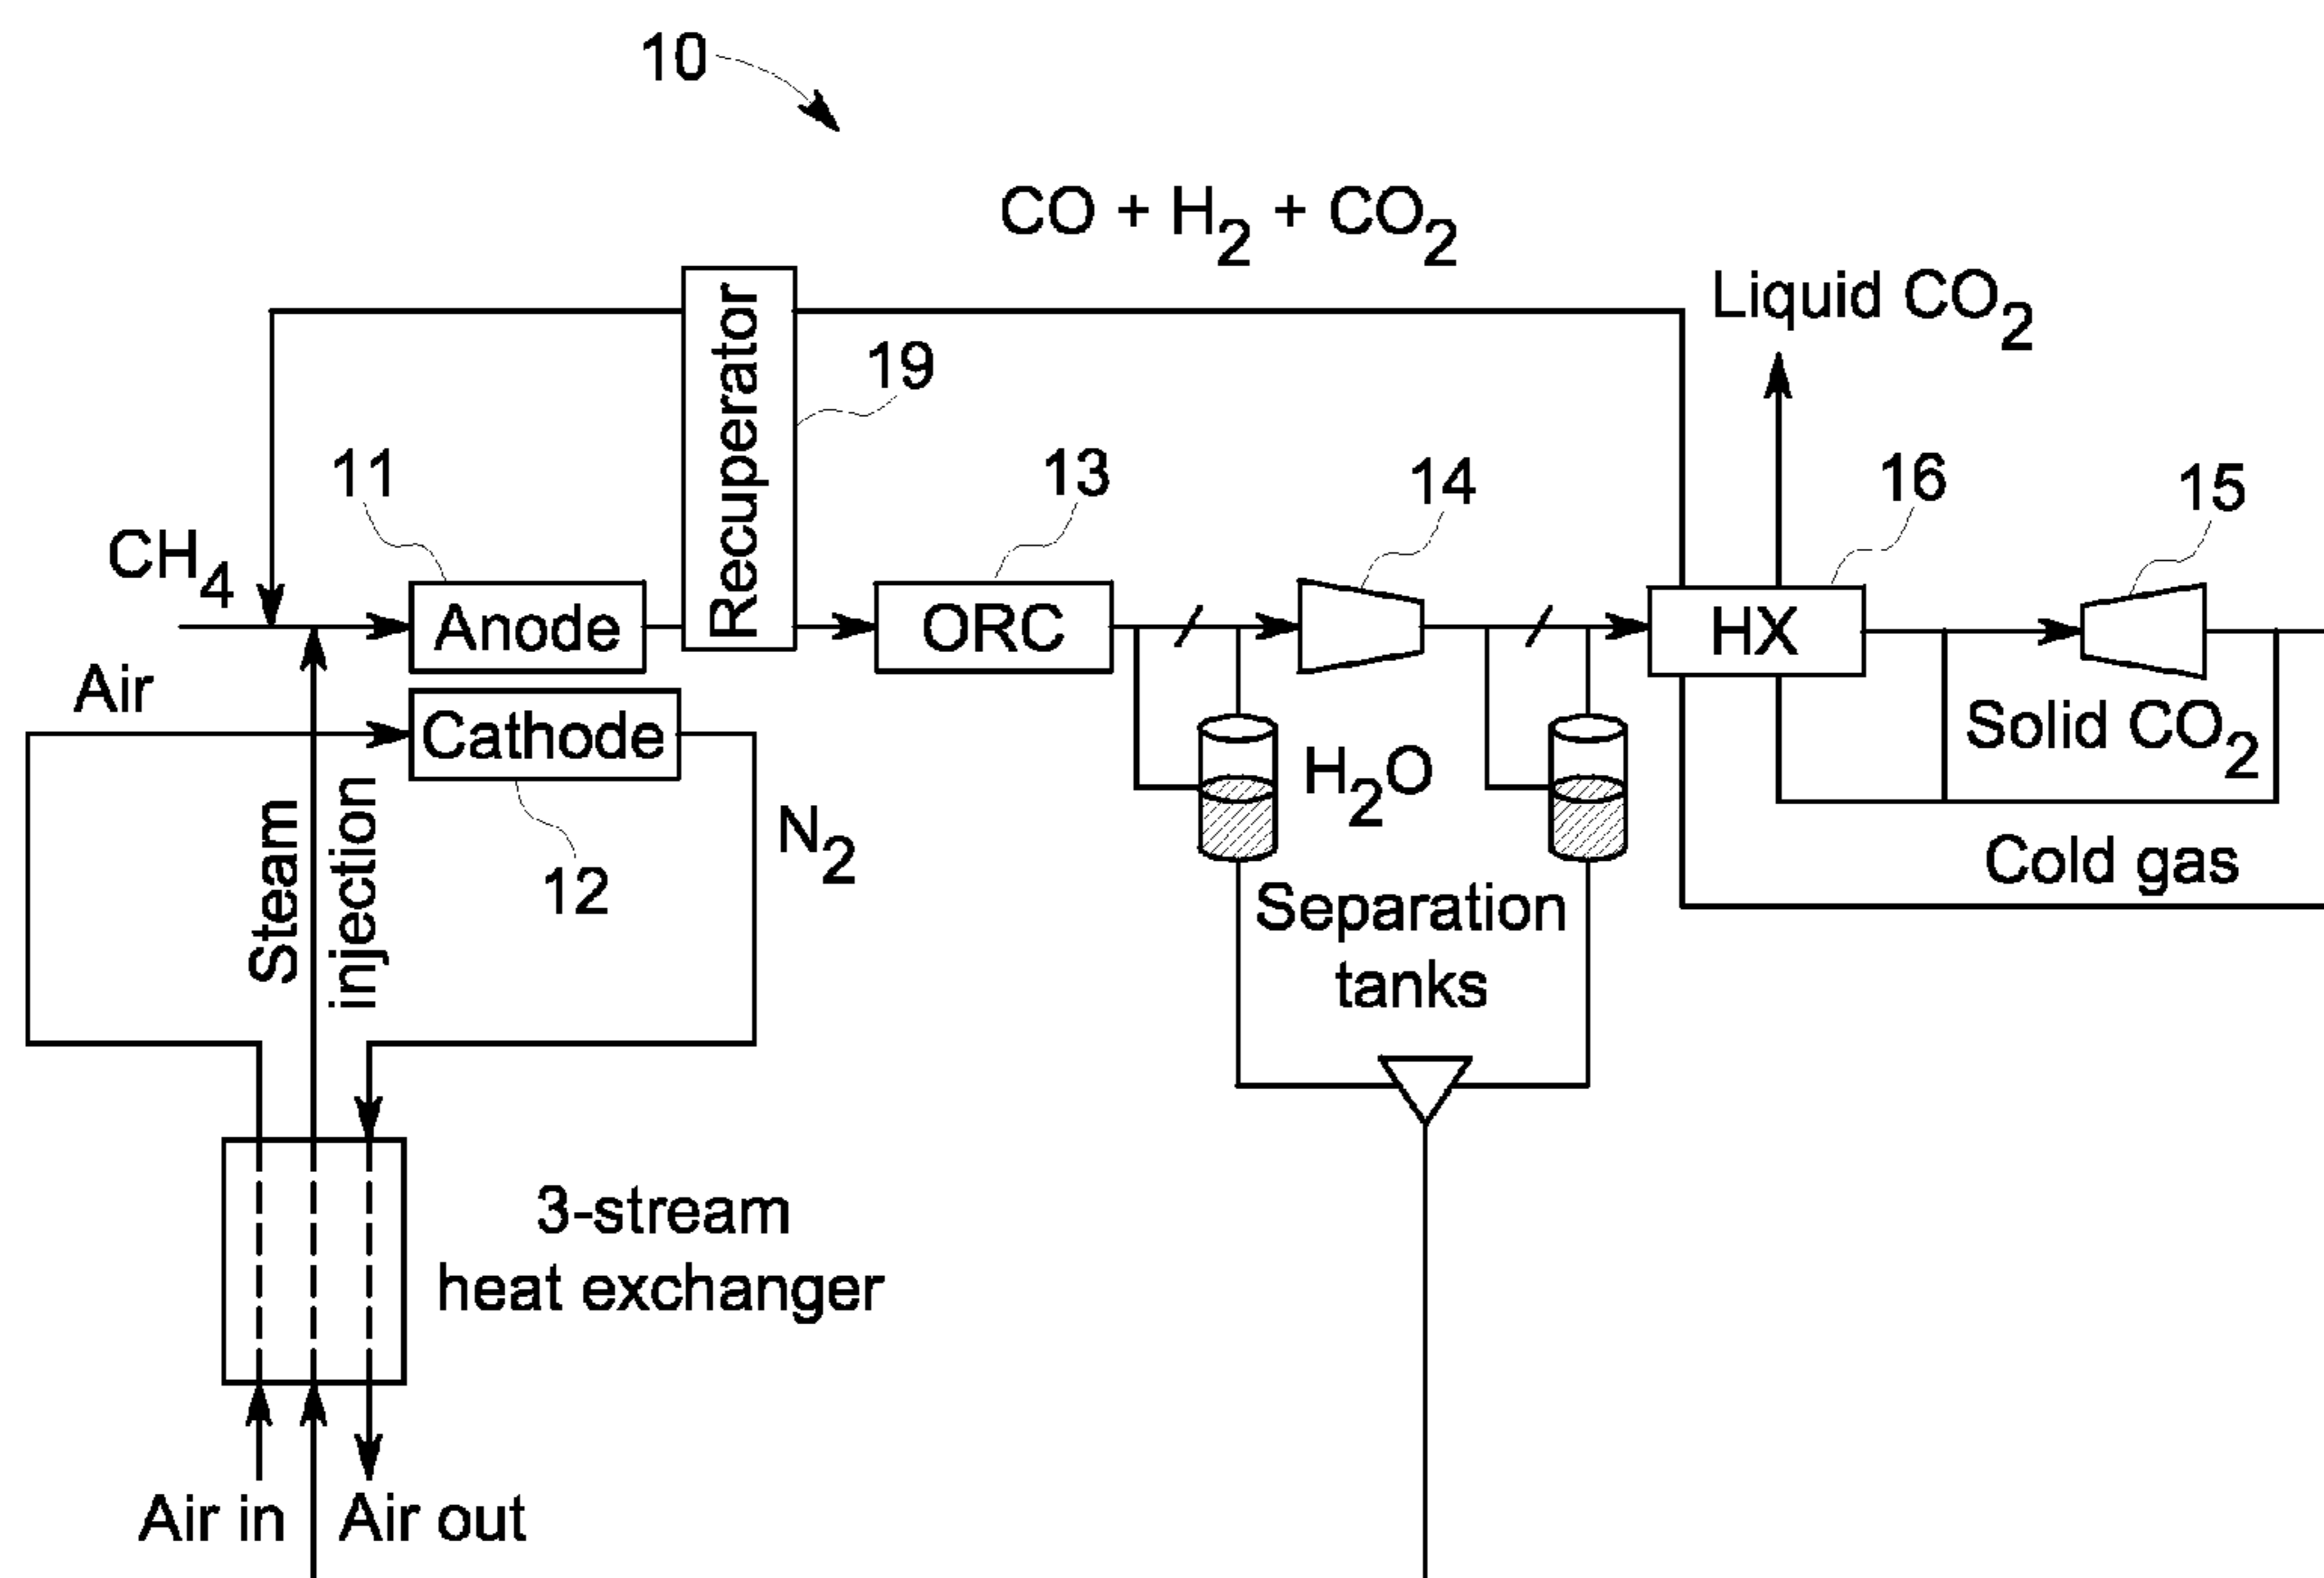 10
CO + H2 + CO2
Liquid CO2
Recuperator
19
11
13
14
16
15
CH4
Anode
ORC
HX
Air
Cathode
Solid CO2
H2O
N2
12
Steam
injection
Cold gas
Separation
tanks
3-stream
heat exchanger
Air in
Air out